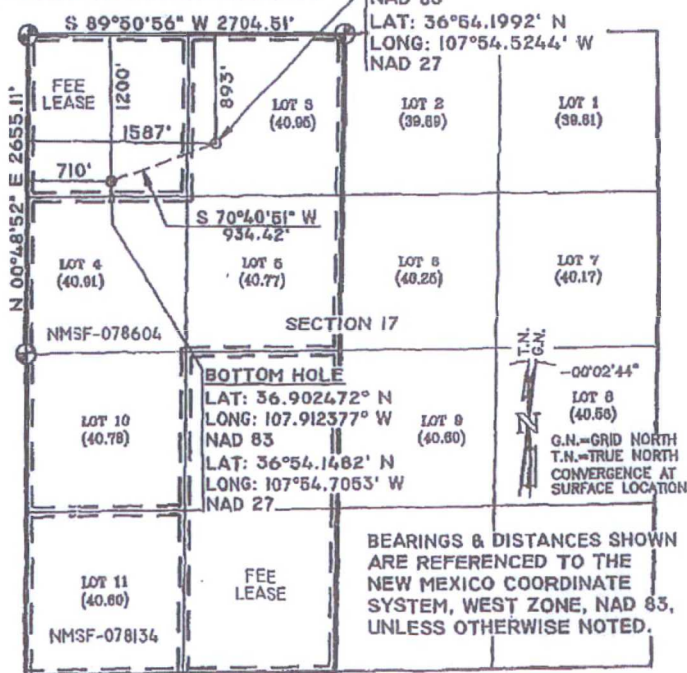 NAD 83
S 89°50'56" W 2704.51'
LAT: 36°54.1992' N
LONG: 107°54.5244' W
NAD 27
FEE
LEASE
1200'
893'
LOT 3
(40.95)
LOT 2
(39.89)
LOT 1
(39.81)
1587'
710'
N 00°48'52" E 2655.11'
S 70°40'51" W
934.42'
LOT 4
(40.91)
LOT 5
(40.77)
LOT 6
(40.25)
LOT 7
(40.17)
NMSF-078604
SECTION 17
T.N.
G.N.
-00°02'44"
BOTTOM HOLE
LAT: 36.902472° N
LONG: 107.912377° W
NAD 83
LAT: 36°54.1482' N
LONG: 107°54.7053' W
NAD 27
LOT 10
(40.78)
LOT 9
(40.60)
LOT 8
(40.56)
N
G.N.=GRID NORTH
T.N.=TRUE NORTH
CONVERGENCE AT
SURFACE LOCATION
BEARINGS & DISTANCES SHOWN
ARE REFERENCED TO THE
NEW MEXICO COORDINATE
SYSTEM, WEST ZONE, NAD 83,
UNLESS OTHERWISE NOTED.
LOT 11
(40.60)
NMSF-078134
FEE
LEASE